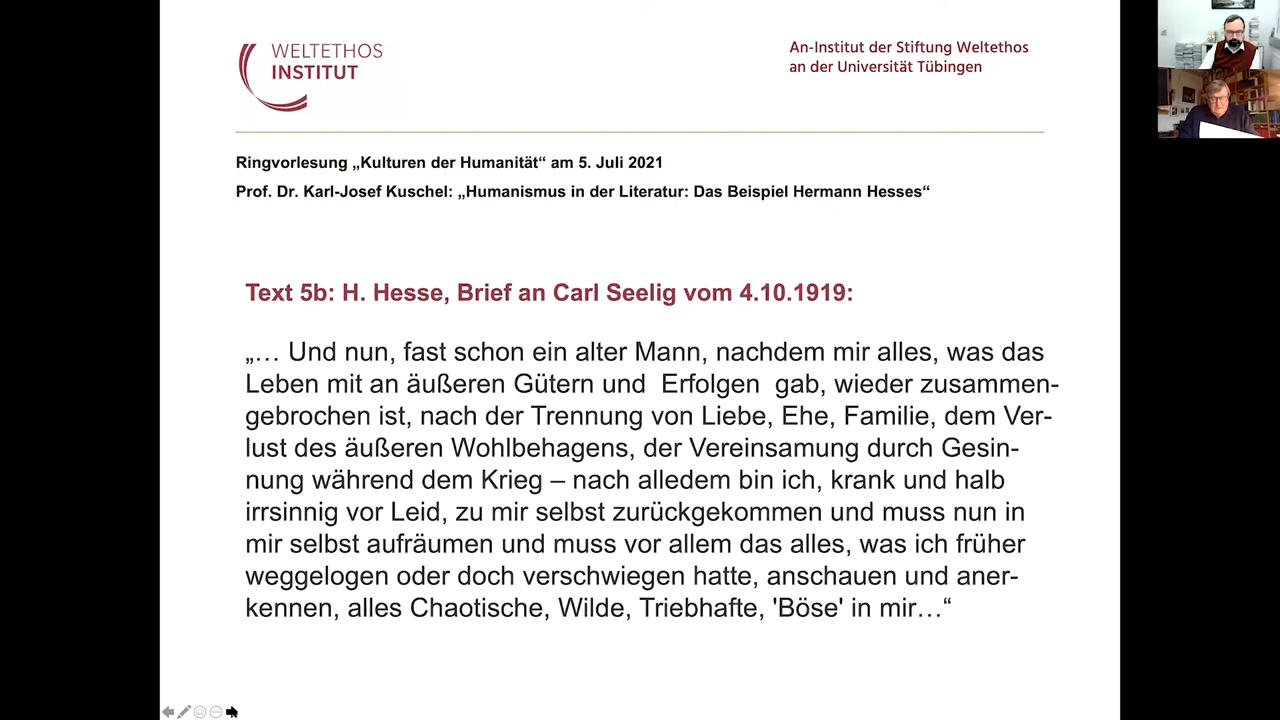 WELTETHOS
INSTITUT
An-Institut der Stiftung Weltethos
an der Universität Tübingen
Ringvorlesung „Kulturen der Humanität“ am 5. Juli 2021
Prof. Dr. Karl-Josef Kuschel: „Humanismus in der Literatur: Das Beispiel Hermann Hesses“
Text 5b: H. Hesse, Brief an Carl Seelig vom 4.10.1919:
„… Und nun, fast schon ein alter Mann, nachdem mir alles, was das
Leben mit an äußeren Gütern und  Erfolgen  gab, wieder zusammen-
gebrochen ist, nach der Trennung von Liebe, Ehe, Familie, dem Ver-
lust des äußeren Wohlbehagens, der Vereinsamung durch Gesin-
nung während dem Krieg – nach alledem bin ich, krank und halb
irrsinnig vor Leid, zu mir selbst zurückgekommen und muss nun in
mir selbst aufräumen und muss vor allem das alles, was ich früher
weggelogen oder doch verschwiegen hatte, anschauen und aner-
kennen, alles Chaotische, Wilde, Triebhafte, 'Böse' in mir…“